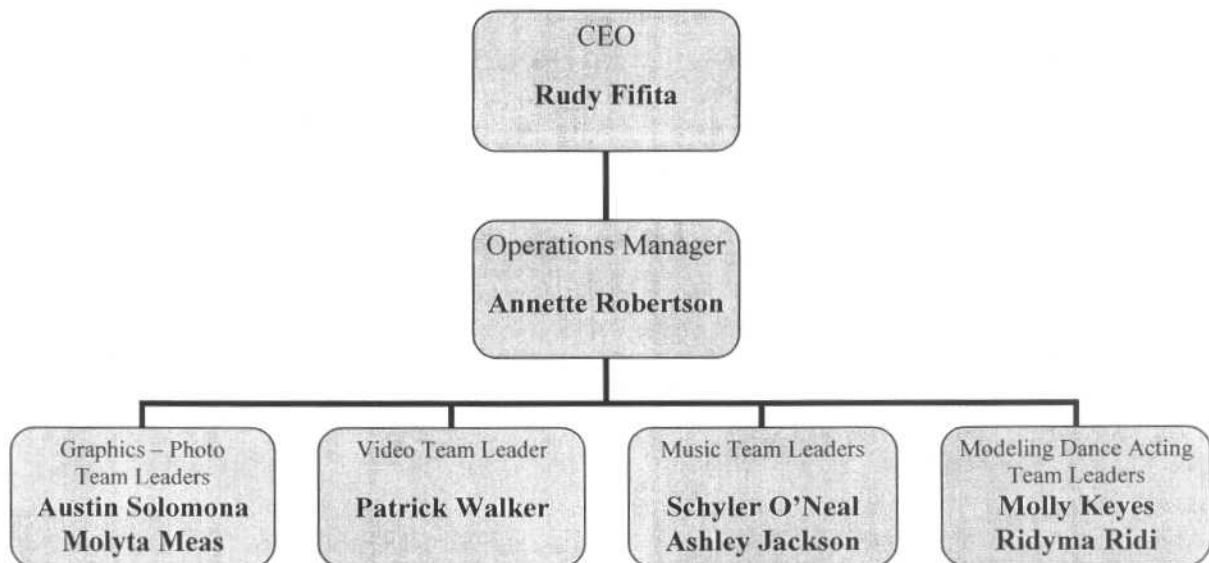 CEO
Rudy Fifita
Operations Manager
Annette Robertson
Graphics – Photo
Team Leaders
Austin Solomona
Molyta Meas
Video Team Leader
Patrick Walker
Music Team Leaders
Schyler O'Neal
Ashley Jackson
Modeling Dance Acting
Team Leaders
Molly Keyes
Ridyma Ridi